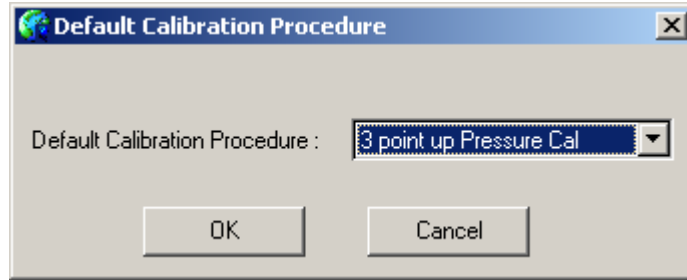 Default Calibration Procedure
Default Calibration Procedure : 3 point up Pressure Cal
OK Cancel